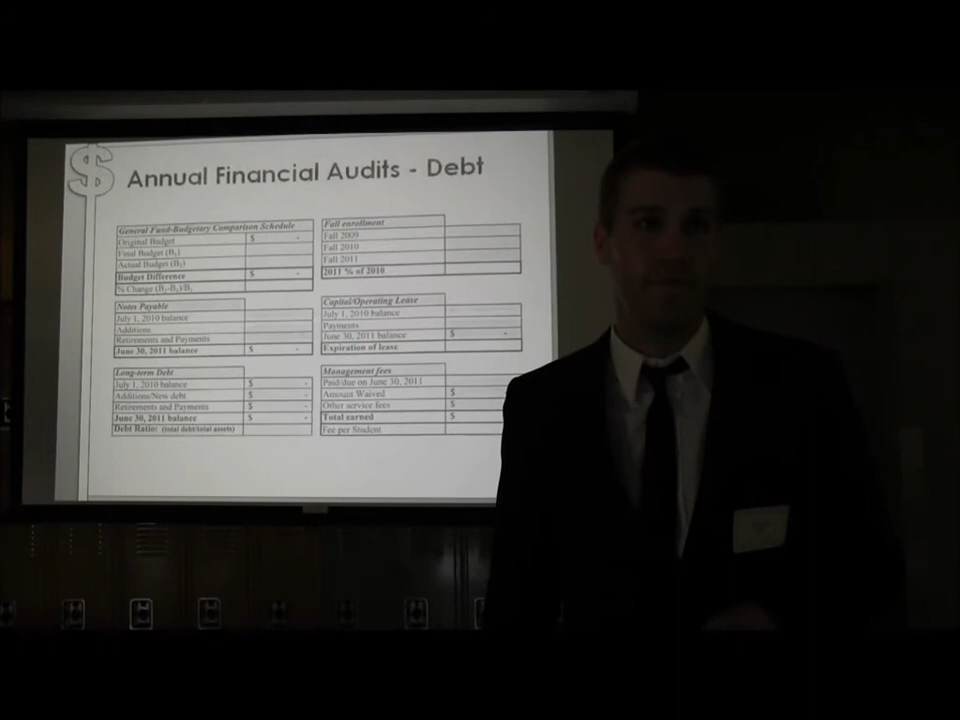 $
Annual Financial Audits - Debt
General Fund-Budgetary Comparison Schedule
Original Budget $ -
Final Budget (B₁)
Actual Budget (B₂)
Budget Difference $ -
% Change (B₂-B₁)/B₁
Notes Payable
July 1, 2010 balance
Additions
Retirements and Payments
June 30, 2011 balance $ -
Long-term Debt
July 1, 2010 balance $ -
Additions/New debt $ -
Retirements and Payments $ -
June 30, 2011 balance $ -
Debt Ratio: (total debt/total assets)
Fall enrollment
Fall 2009
Fall 2010
Fall 2011
2011 % of 2010
Capital/Operating Lease
July 1, 2010 balance
Payments
June 30, 2011 balance $ -
Expiration of lease
Management fees
Paid/due on June 30, 2011
Amount Waived $
Other service fees $
Total earned $
Fee per Student